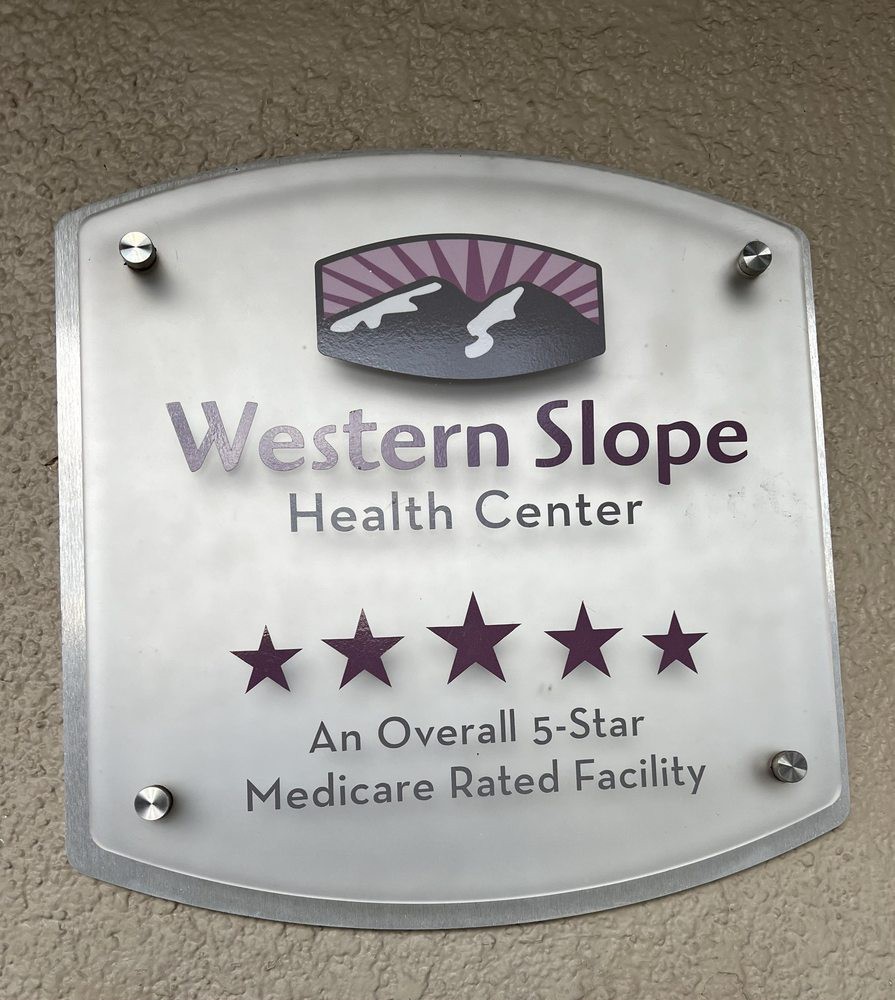 Western Slope
Health Center
An Overall 5-Star
Medicare Rated Facility